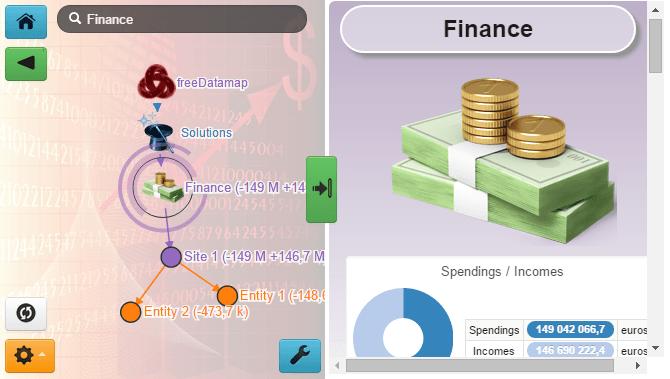 Finance
freeDatamap
Solutions
Finance (-149 M +14
Site 1 (-149 M +146,7 M
Entity 1 (-148,6
Entity 2 (-473,7 k)
Finance
Spendings / Incomes
Spendings 149 042 066,7 euros
Incomes 146 690 222,4 euros